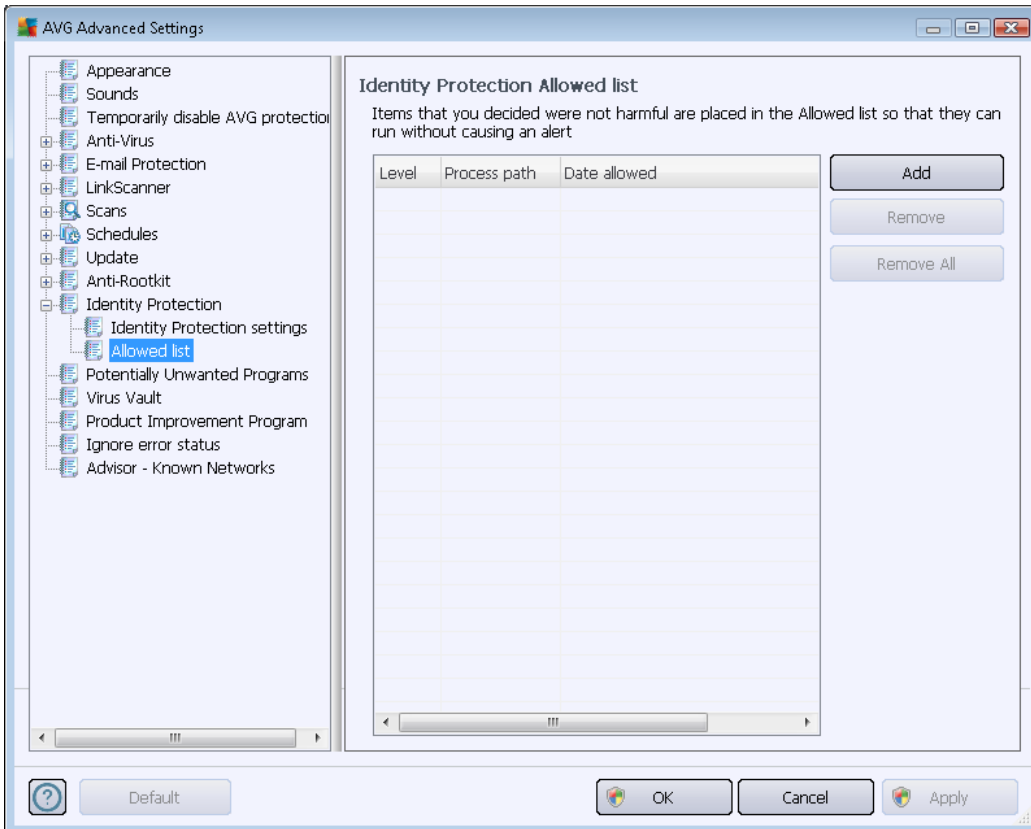 AVG Advanced Settings
Appearance
Sounds
Temporarily disable AVG protection
Anti-Virus
E-mail Protection
LinkScanner
Scans
Schedules
Update
Anti-Rootkit
Identity Protection
Identity Protection settings
Allowed list
Potentially Unwanted Programs
Virus Vault
Product Improvement Program
Ignore error status
Advisor - Known Networks
Identity Protection Allowed list
Items that you decided were not harmful are placed in the Allowed list so that they can
run without causing an alert
Level Process path Date allowed
Add
Remove
Remove All
Default
OK
Cancel
Apply